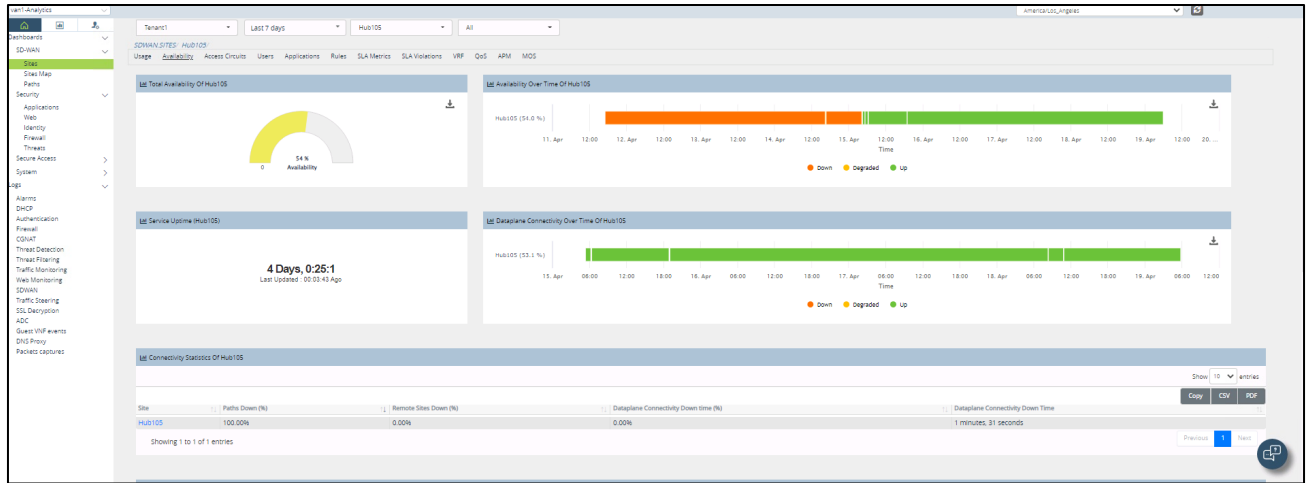 van1-Analytics
America/Los_Angeles
Dashboards
SD-WAN
Sites
Sites Map
Paths
Security
Applications
Web
Identity
Firewall
Threats
Secure Access
System
Logs
Alarms
DHCP
Authentication
Firewall
CGNAT
Threat Detection
Threat Filtering
Traffic Monitoring
Web Monitoring
SDWAN
Traffic Steering
SSL Decryption
ADC
Guest VNF events
DNS Proxy
Packets captures
Tenant1 Last 7 days Hub105 All
SDWAN:SITES: Hub105:
Usage Availability Access Circuits Users Applications Rules SLA Metrics SLA Violations VRF QoS APM MOS
Total Availability Of Hub105
54 %
0 Availability
Availability Over Time Of Hub105
Hub105 (54.0 %)
11. Apr 12:00 12. Apr 12:00 13. Apr 12:00 14. Apr 12:00 15. Apr 12:00 16. Apr 12:00 17. Apr 12:00 18. Apr 12:00 19. Apr 12:00 20. ...
Time
Down Degraded Up
Service Uptime (Hub105)
4 Days, 0:25:1
Last Updated : 00:03:43 Ago
Dataplane Connectivity Over Time Of Hub105
Hub105 (53.1 %)
15. Apr 06:00 12:00 18:00 16. Apr 06:00 12:00 18:00 17. Apr 06:00 12:00 18:00 18. Apr 06:00 12:00 18:00 19. Apr 06:00 12:00
Time
Down Degraded Up
Connectivity Statistics Of Hub105
Show 10 entries
Copy CSV PDF
Site Paths Down (%) Remote Sites Down (%) Dataplane Connectivity Down time (%) Dataplane Connectivity Down Time
Hub105 100.00% 0.00% 0.00% 1 minutes, 31 seconds
Showing 1 to 1 of 1 entries
Previous 1 Next